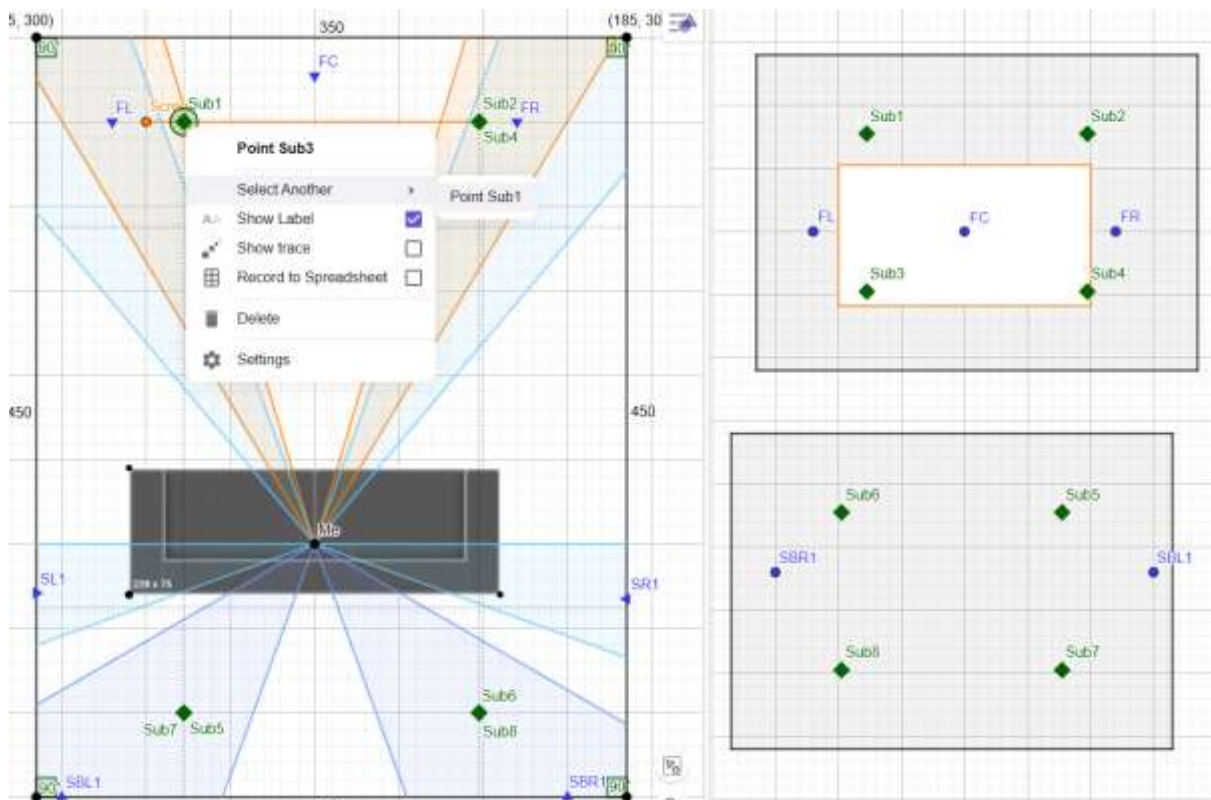 5, 300)
350
(185, 30
90
90
FC
FL
Sub1
Sub2
FR
Sub4
Point Sub3
Select Another
Point Sub1
Show Label
Show trace
Record to Spreadsheet
Delete
Settings
450
450
Me
SL1
SR1
Sub6
Sub7
Sub5
Sub8
90
SBL1
SBR1
90
Sub1
Sub2
FL
FC
FR
Sub3
Sub4
Sub6
Sub5
SBR1
SBL1
Sub8
Sub7